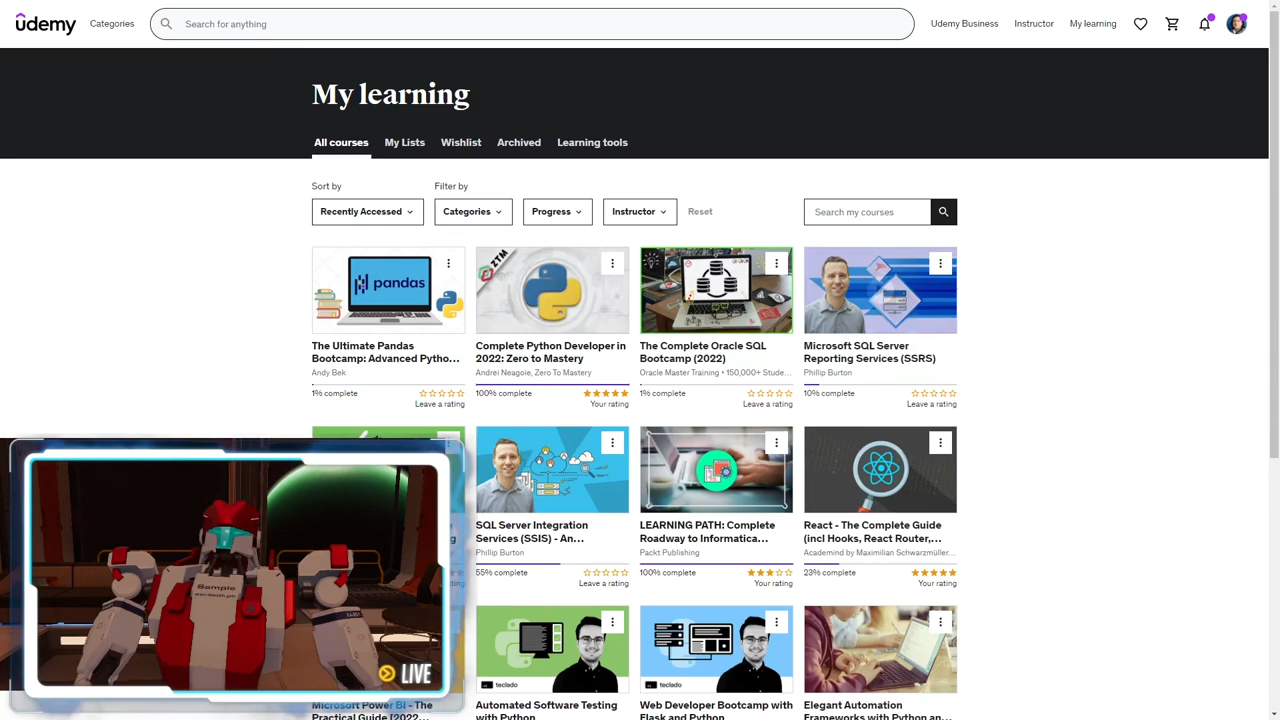 udemy
Categories
Search for anything
Udemy Business
Instructor
My learning
My learning
All courses
My Lists
Wishlist
Archived
Learning tools
Sort by
Filter by
Recently Accessed
Categories
Progress
Instructor
Reset
Search my courses
pandas
ZTM
The Ultimate Pandas
Bootcamp: Advanced Pytho...
Andy Bek
1% complete
Leave a rating
Complete Python Developer in
2022: Zero to Mastery
Andrei Neagoie, Zero To Mastery
100% complete
Your rating
The Complete Oracle SQL
Bootcamp (2022)
Oracle Master Training • 150,000+ Stude...
1% complete
Leave a rating
Microsoft SQL Server
Reporting Services (SSRS)
Phillip Burton
10% complete
Leave a rating
SQL Server Integration
Services (SSIS) - An...
Phillip Burton
55% complete
Leave a rating
LEARNING PATH: Complete
Roadway to Informatica...
Packt Publishing
100% complete
Your rating
React - The Complete Guide
(incl Hooks, React Router,...
Academind by Maximilian Schwarzmüller...
23% complete
Your rating
Sample
LIVE
teclado
teclado
Microsoft Power BI - The
Practical Guide [2022...
Automated Software Testing
with Python
Web Developer Bootcamp with
Flask and Python
Elegant Automation
Frameworks with Python an...